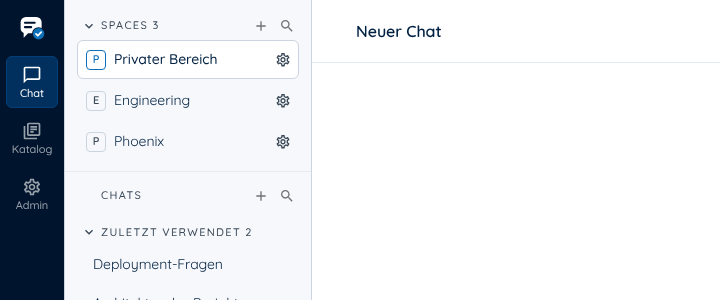 SPACES 3
P Privater Bereich
E Engineering
P Phoenix
CHATS
ZULETZT VERWENDET 2
Deployment-Fragen
Chat
Katalog
Admin
Neuer Chat